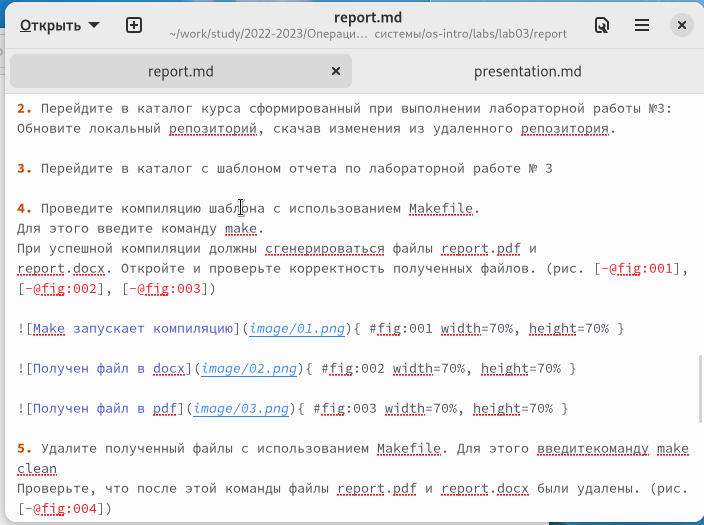 Открыть
report.md
~/work/study/2022-2023/Операци… системы/os-intro/labs/lab03/report
report.md
presentation.md
2. Перейдите в каталог курса сформированный при выполнении лабораторной работы №3:
Обновите локальный репозиторий, скачав изменения из удаленного репозитория.
3. Перейдите в каталог с шаблоном отчета по лабораторной работе № 3
4. Проведите компиляцию шаблона с использованием Makefile.
Для этого введите команду make.
При успешной компиляции должны сгенерироваться файлы report.pdf и
report.docx. Откройте и проверьте корректность полученных файлов. (рис. [-@fig:001],
[-@fig:002], [-@fig:003])
![Make запускает компиляцию](image/01.png){ #fig:001 width=70%, height=70% }
![Получен файл в docx](image/02.png){ #fig:002 width=70%, height=70% }
![Получен файл в pdf](image/03.png){ #fig:003 width=70%, height=70% }
5. Удалите полученный файлы с использованием Makefile. Для этого введитекоманду make
clean
Проверьте, что после этой команды файлы report.pdf и report.docx были удалены. (рис.
[-@fig:004])